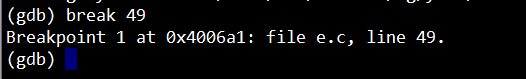 (gdb) break 49
Breakpoint 1 at 0x4006a1: file e.c, line 49.
(gdb)